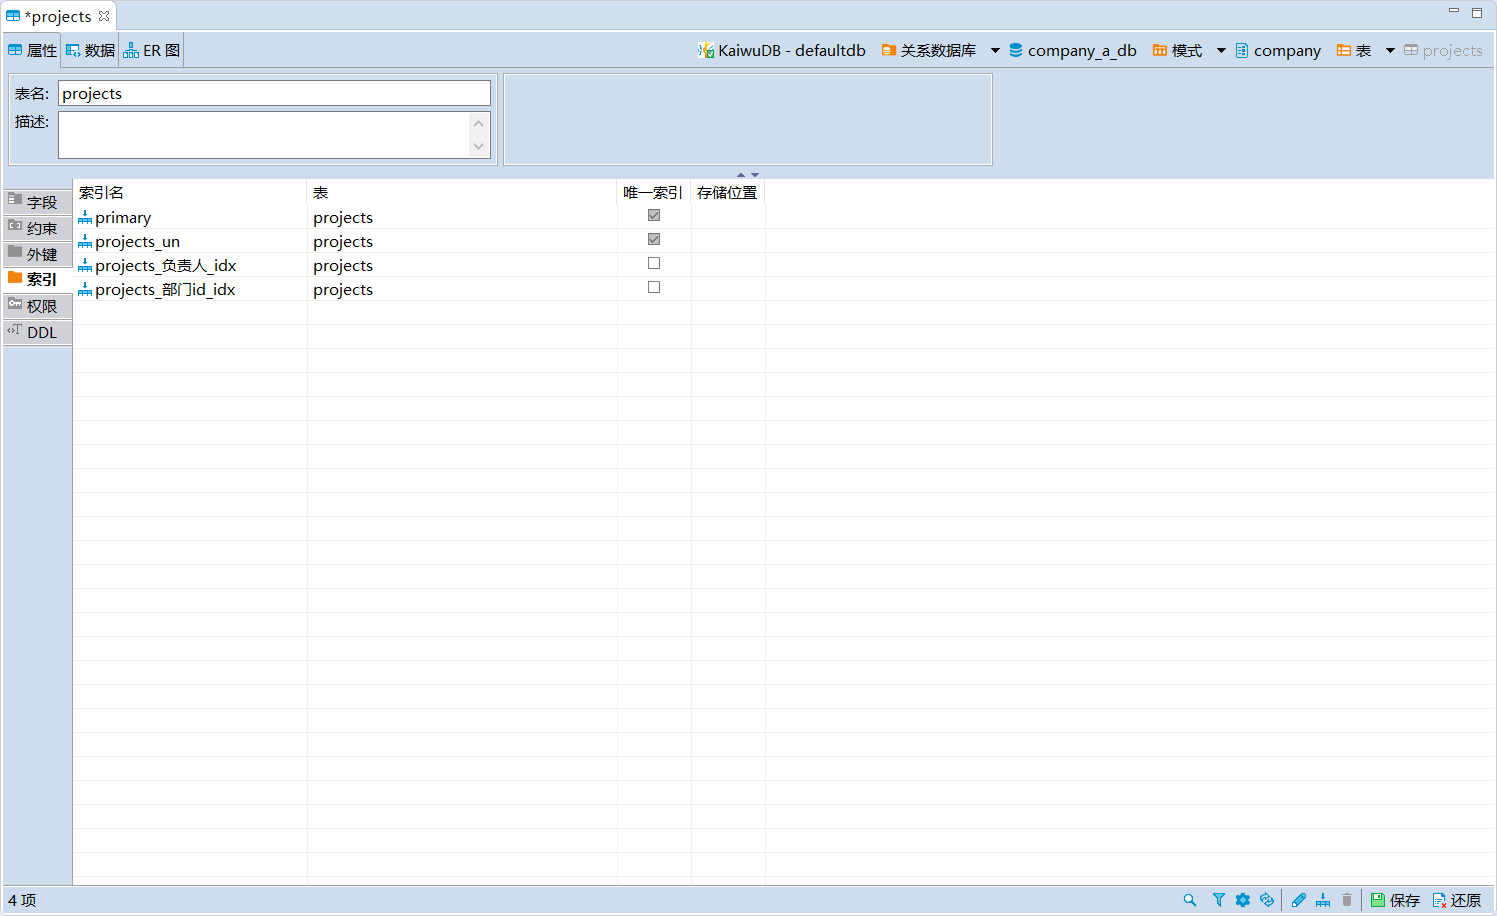 *projects
属性 数据 ER 图 KaiwuDB - defaultdb 关系数据库 company_a_db 模式 company 表 projects
表名: projects
描述:
索引名 表 唯一索引 存储位置
字段
primary projects
约束
projects_un projects
外键
projects_负责人_idx projects
索引
projects_部门id_idx projects
权限
DDL
4 项 保存 还原